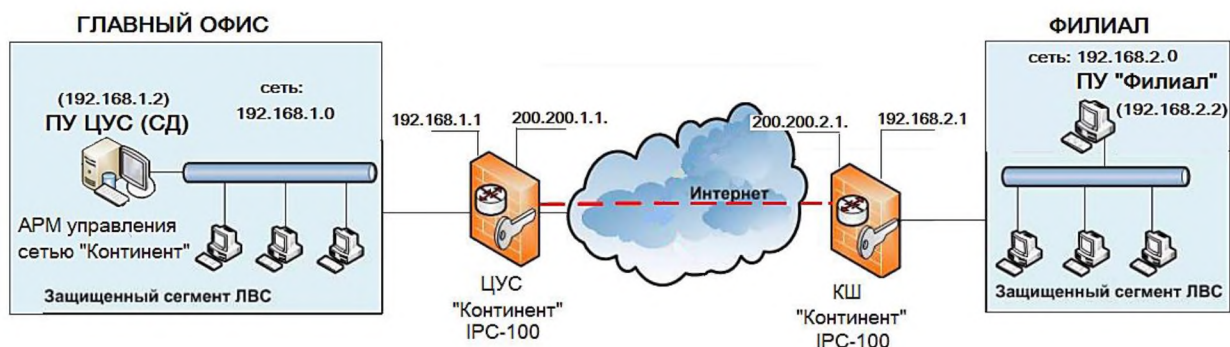 ГЛАВНЫЙ ОФИС
(192.168.1.2)
ПУ ЦУС (СД)
сеть:
192.168.1.0
АРМ управления
сетью "Континент"
Защищенный сегмент ЛВС
192.168.1.1
200.200.1.1.
ЦУС
"Континент"
IPC-100
Интернет
200.200.2.1.
192.168.2.1
КШ
"Континент"
IPC-100
ФИЛИАЛ
сеть: 192.168.2.0
ПУ "Филиал"
(192.168.2.2)
Защищенный сегмент ЛВС